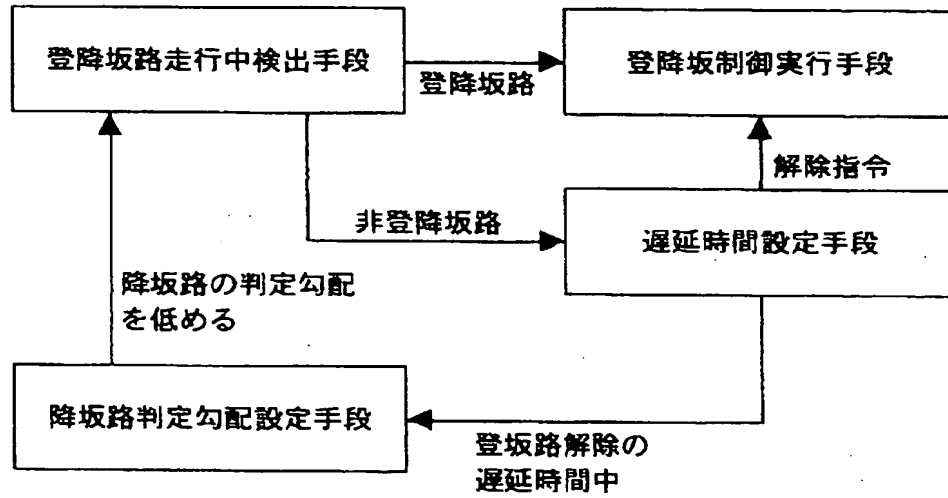 登降坂路走行中検出手段
登降坂路
登降坂制御実行手段
解除指令
非登降坂路
遅延時間設定手段
降坂路の判定勾配
を低める
降坂路判定勾配設定手段
登坂路解除の
遅延時間中